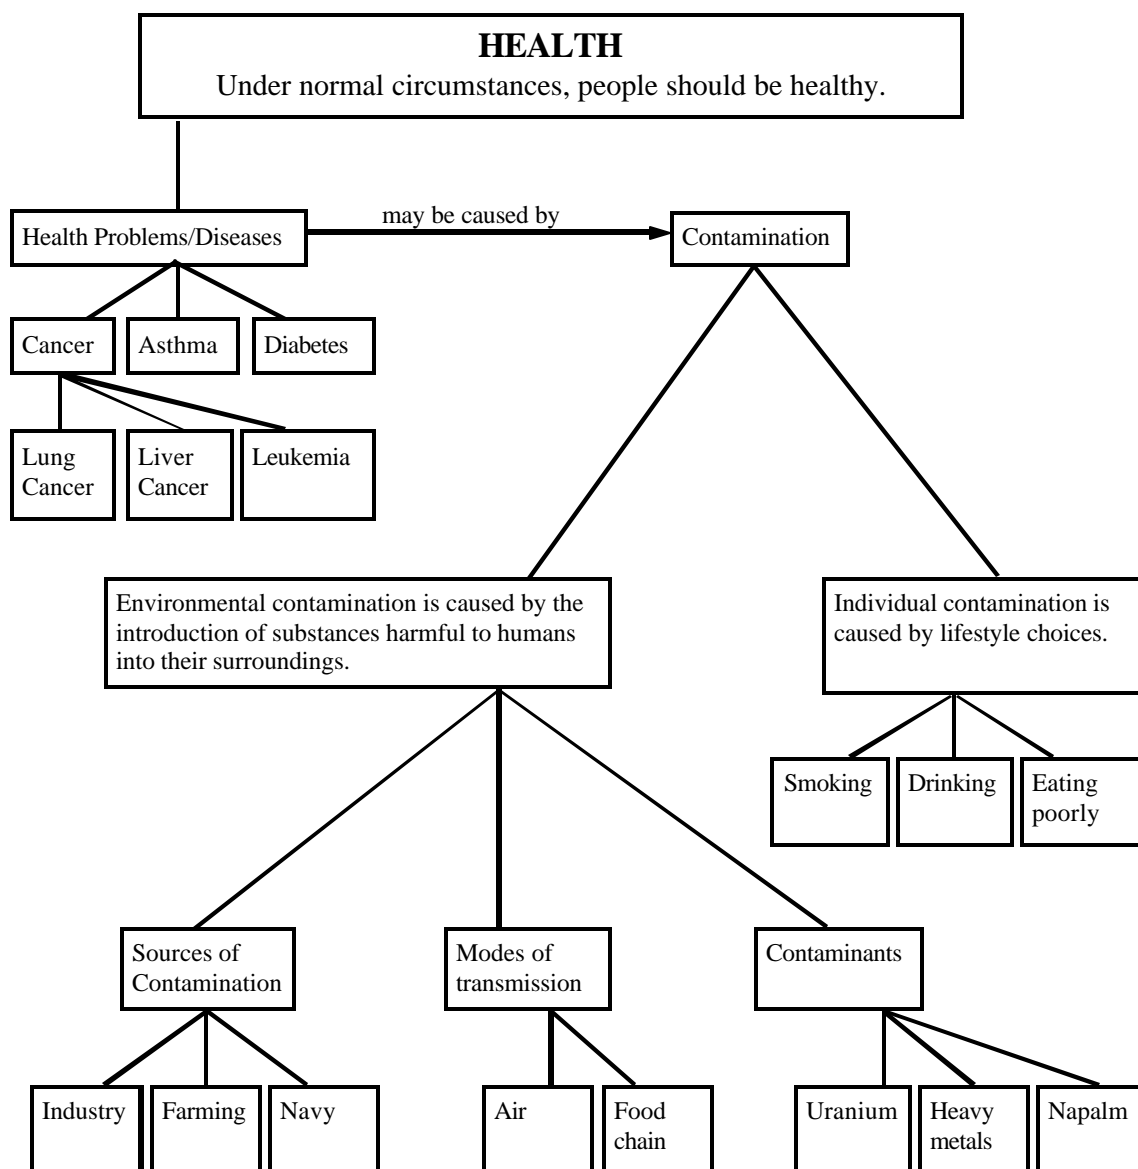 HEALTH
Under normal circumstances, people should be healthy.
may be caused by
Health Problems/Diseases
Contamination
Cancer
Asthma
Diabetes
Lung
Cancer
Liver
Cancer
Leukemia
Environmental contamination is caused by the
introduction of substances harmful to humans
into their surroundings.
Individual contamination is
caused by lifestyle choices.
Smoking
Drinking
Eating
poorly
Sources of
Contamination
Modes of
transmission
Contaminants
Industry
Farming
Navy
Air
Food
chain
Uranium
Heavy
metals
Napalm